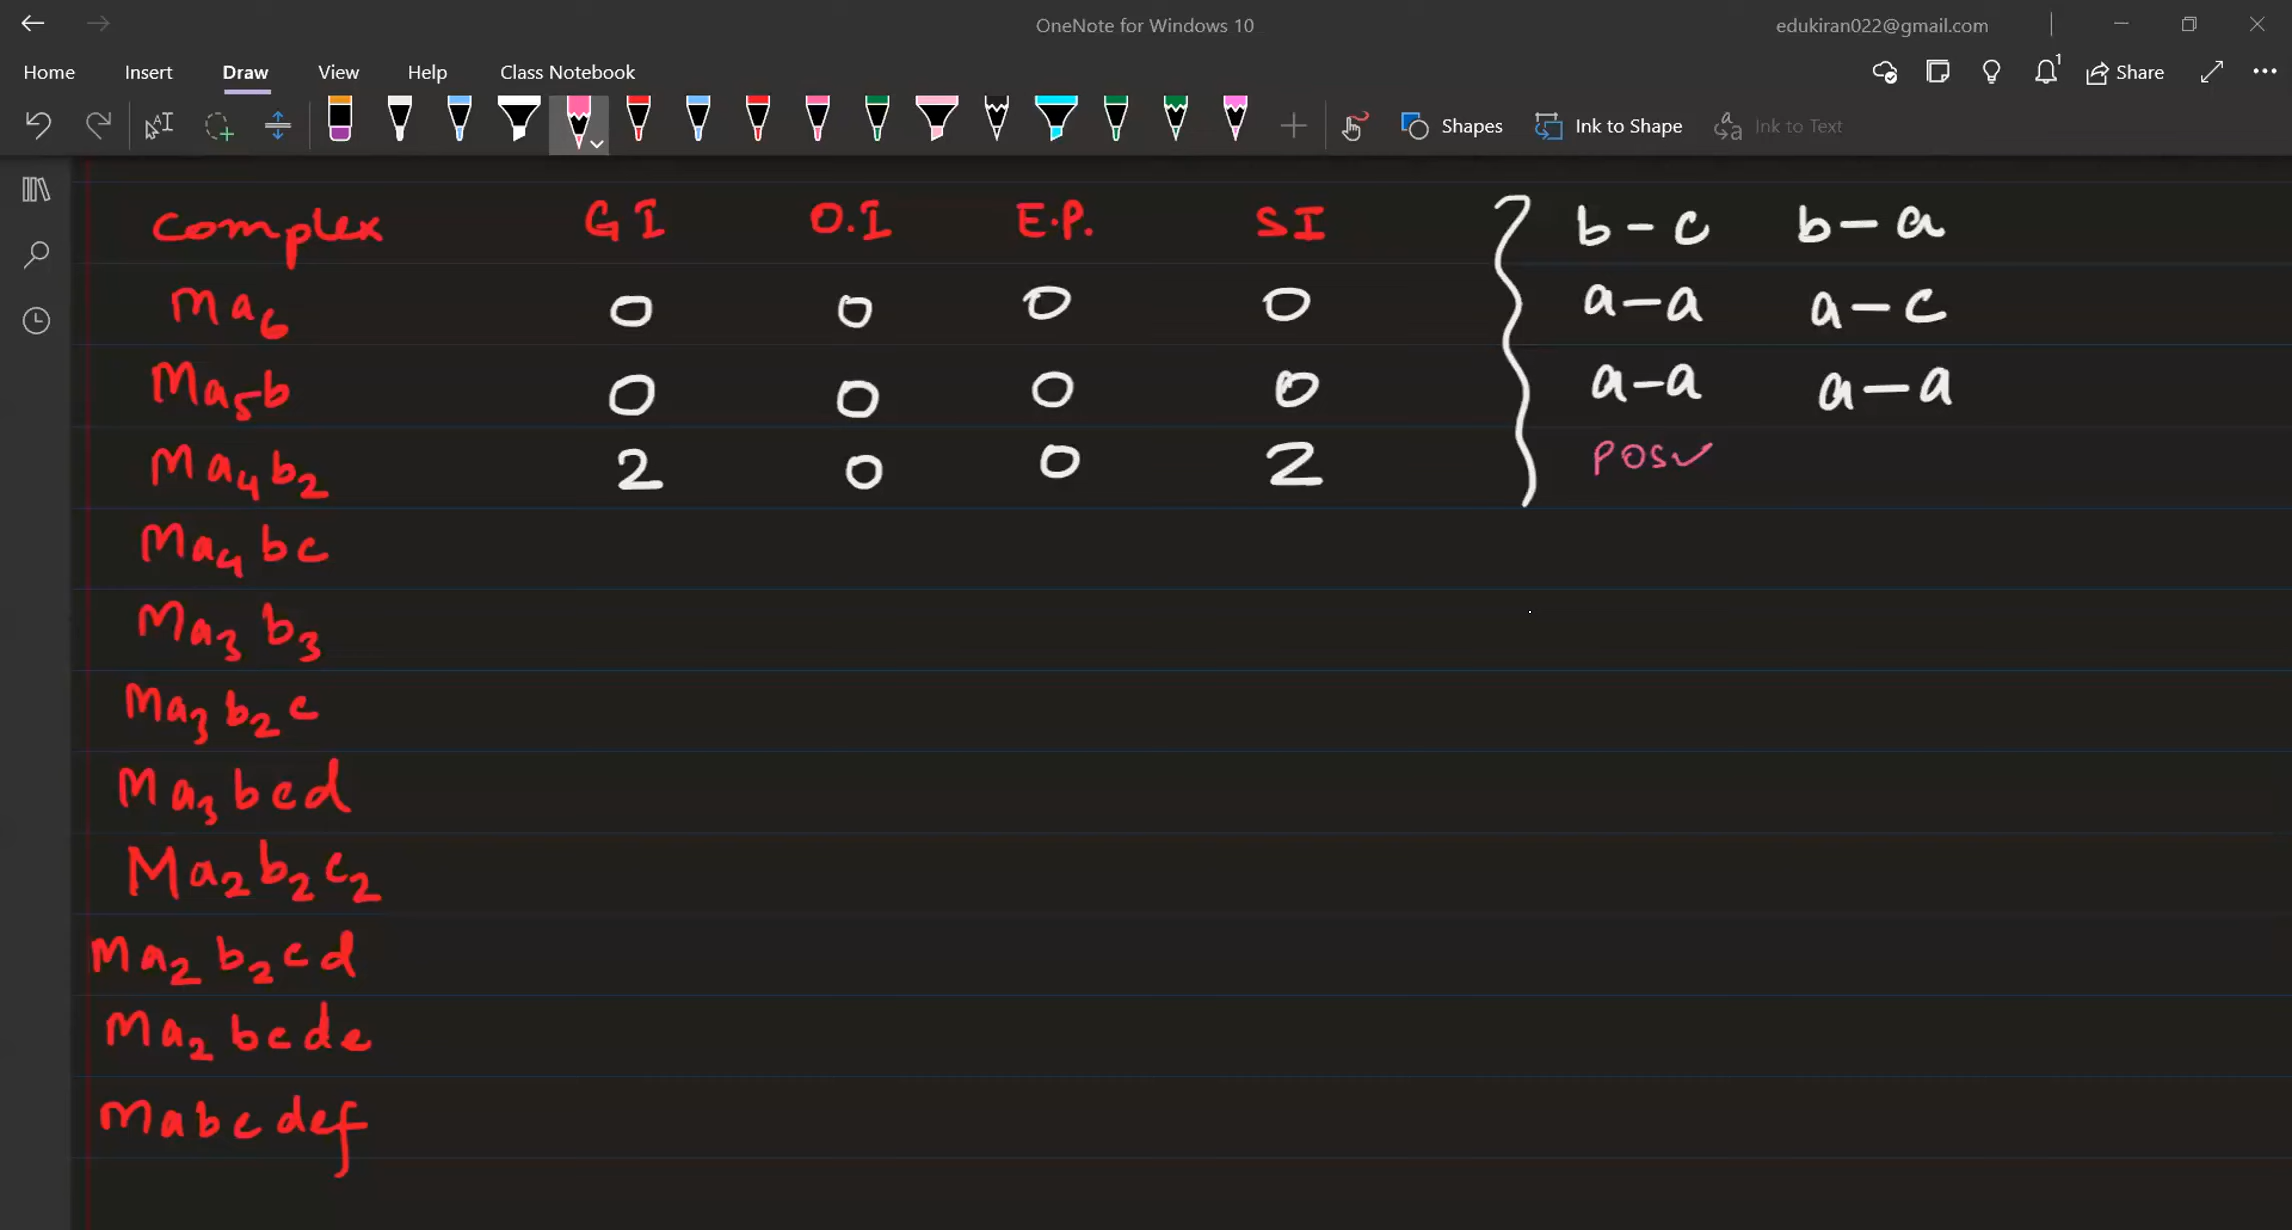 OneNote for Windows 10 edukiran022@gmail.com
Home Insert Draw View Help Class Notebook 1 Share
Shapes Ink to Shape Ink to Text
Complex G I O.I E.P. SI b - c b - a
Ma6 0 0 0 0 a - a a - c
Ma5b 0 0 0 0 a - a a - a
Ma4b2 2 0 0 2 POS✓
Ma4bc
Ma3b3
Ma3b2c
Ma3bcd
Ma2b2c2
Ma2b2cd
Ma2bcde
Mabcdef